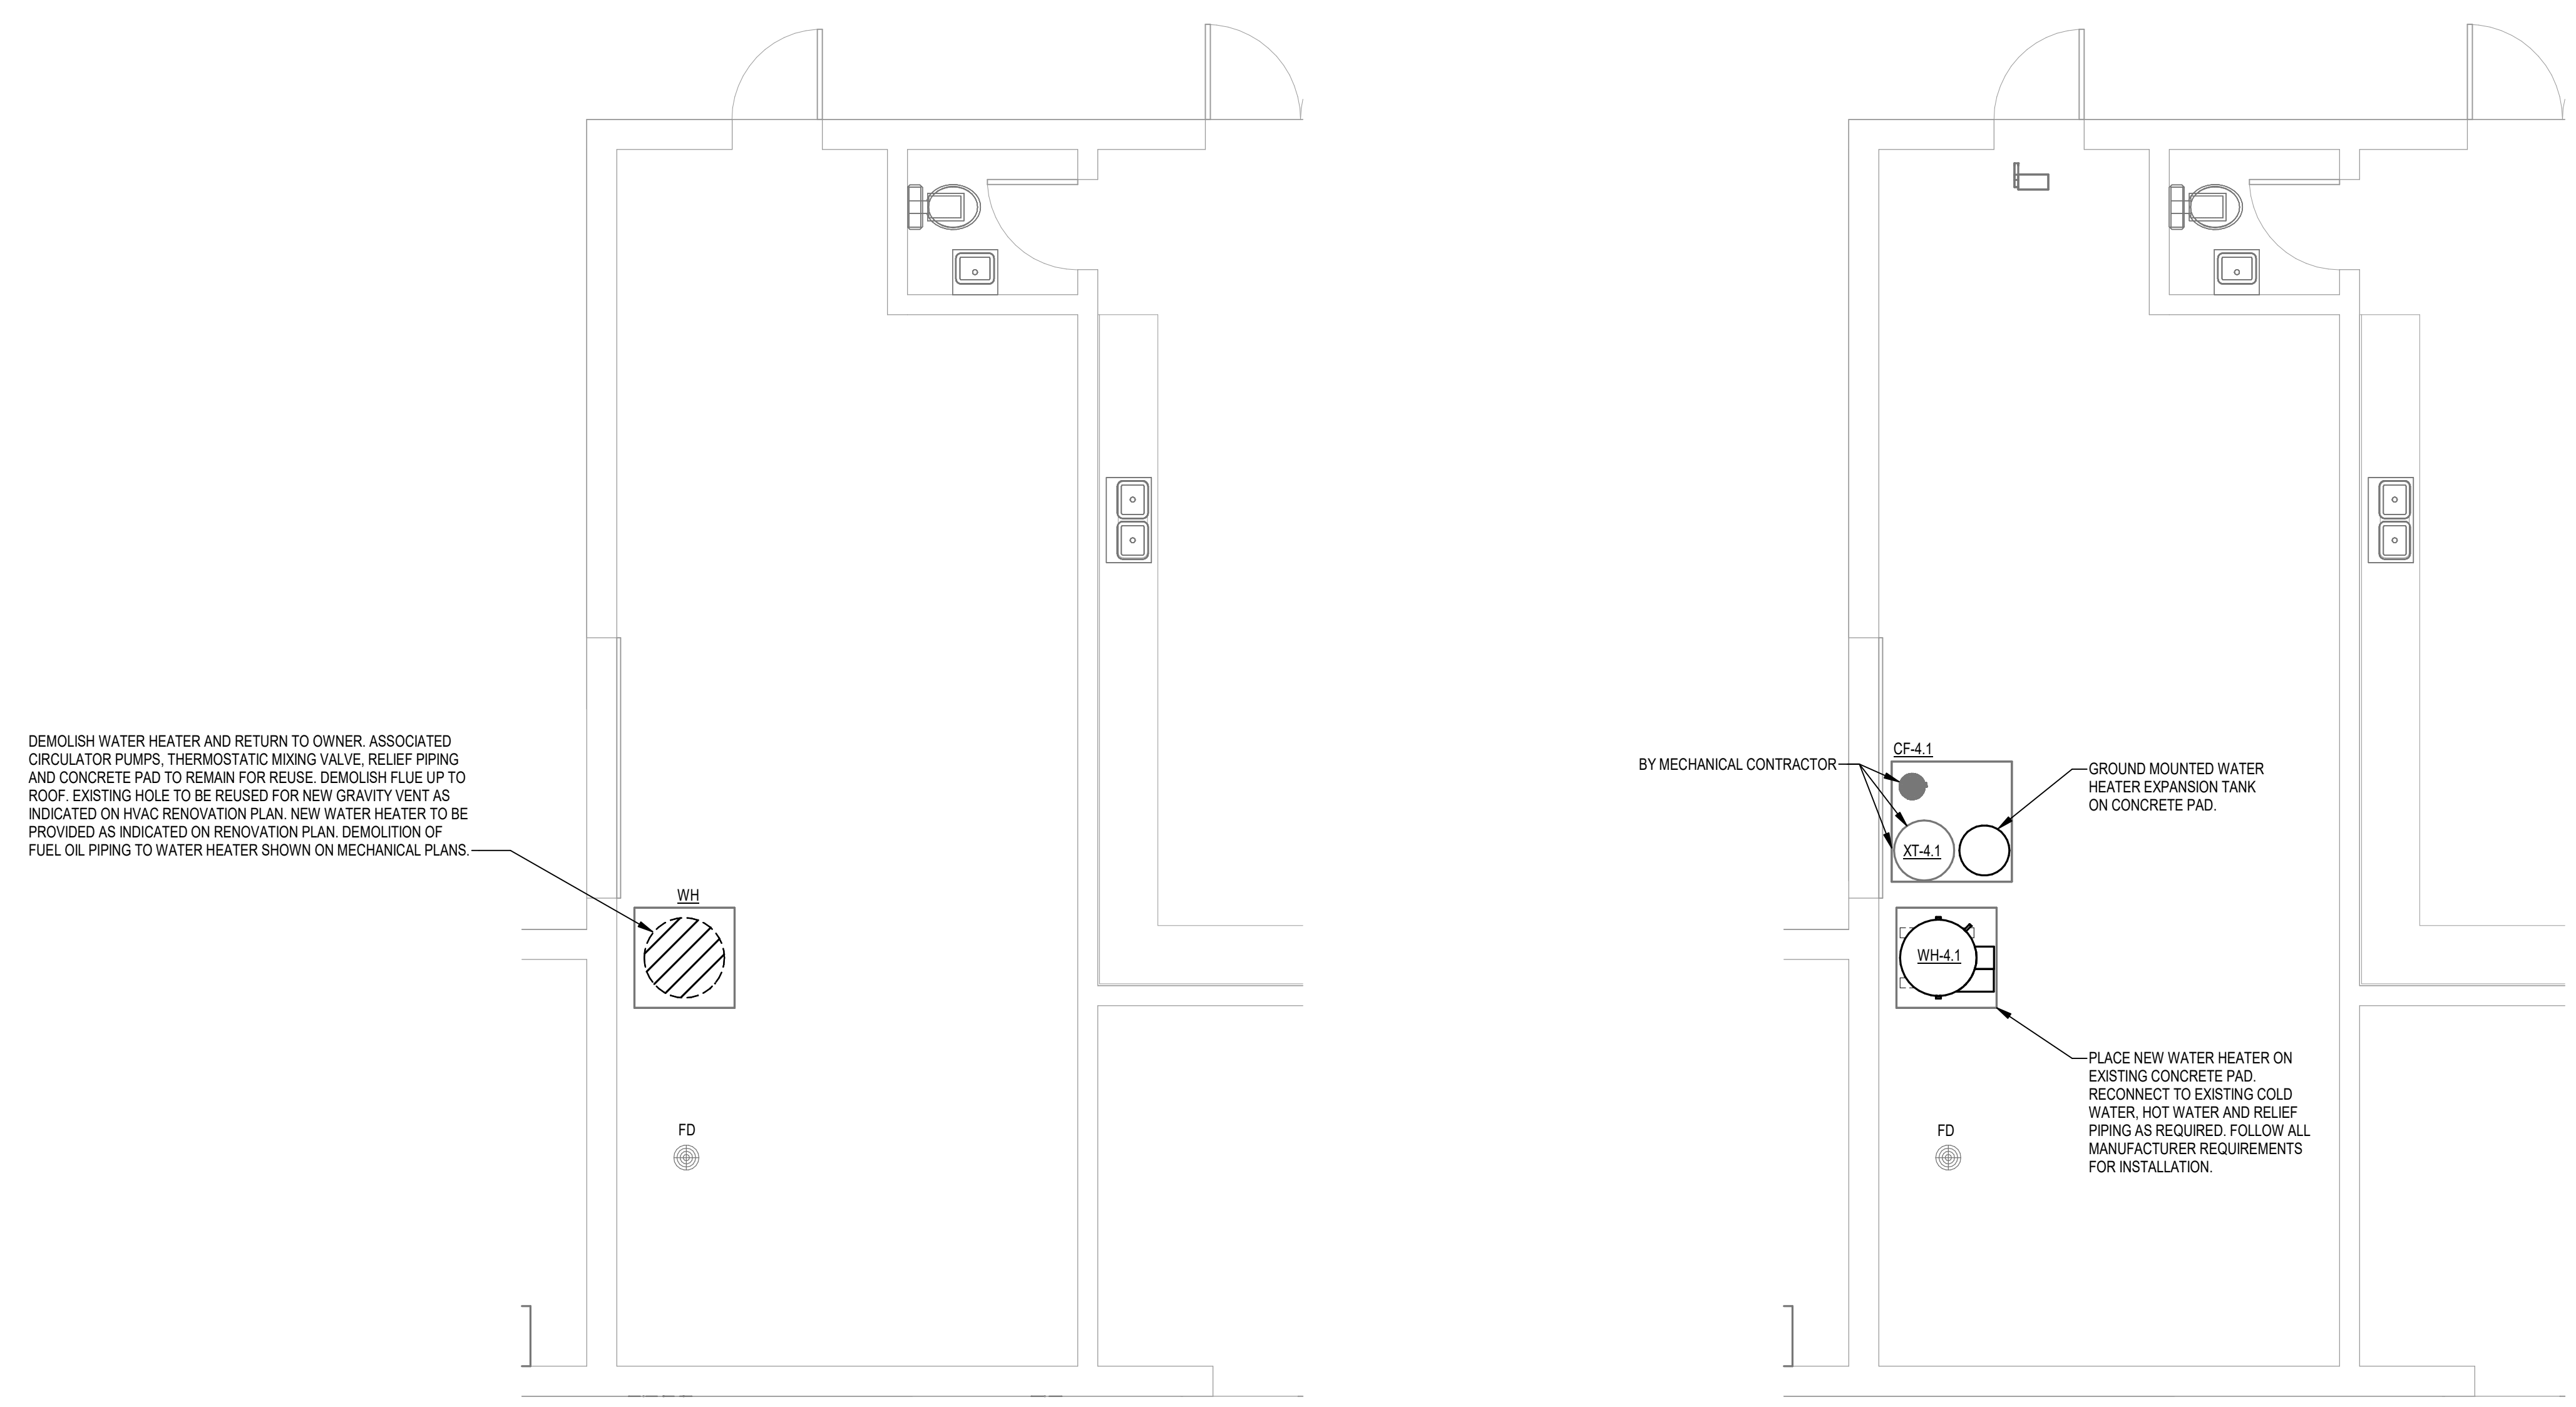 DEMOLISH WATER HEATER AND RETURN TO OWNER. ASSOCIATED
CIRCULATOR PUMPS, THERMOSTATIC MIXING VALVE, RELIEF PIPING
AND CONCRETE PAD TO REMAIN FOR REUSE. DEMOLISH FLUE UP TO
ROOF. EXISTING HOLE TO BE REUSED FOR NEW GRAVITY VENT AS
INDICATED ON HVAC RENOVATION PLAN. NEW WATER HEATER TO BE
PROVIDED AS INDICATED ON RENOVATION PLAN. DEMOLITION OF
FUEL OIL PIPING TO WATER HEATER SHOWN ON MECHANICAL PLANS.
WH
FD
CF-4.1
BY MECHANICAL CONTRACTOR
GROUND MOUNTED WATER
HEATER EXPANSION TANK
ON CONCRETE PAD.
XT-4.1
WH-4.1
PLACE NEW WATER HEATER ON
EXISTING CONCRETE PAD.
RECONNECT TO EXISTING COLD
WATER, HOT WATER AND RELIEF
PIPING AS REQUIRED. FOLLOW ALL
MANUFACTURER REQUIREMENTS
FOR INSTALLATION.
FD